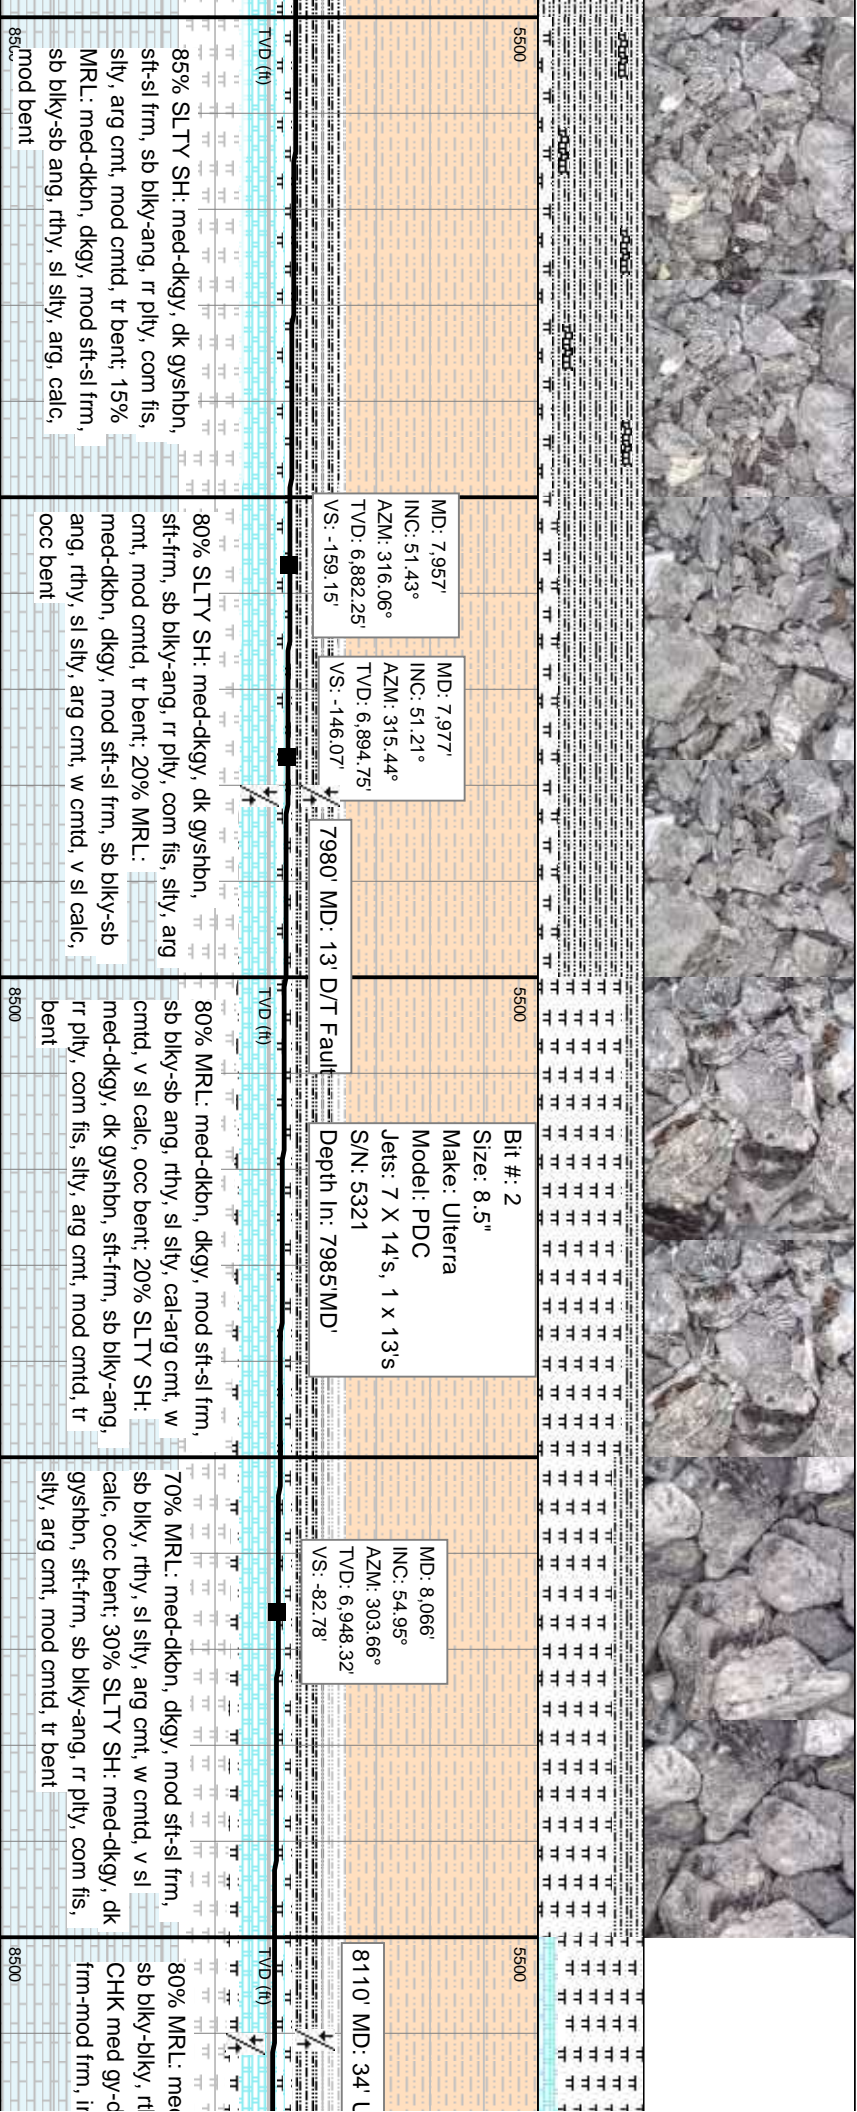 5500
TVD (ft)
8500
85% SLTY SH: med-dkgy, dk gyshbn,
sft-sl frm, sb blky-ang, rr plty, com fis,
slty, arg cmt, mod cmtd, tr bent; 15%
MRL: med-dkbn, dkgy, mod sft-sl frm,
sb blky-sb ang, rthy, sl slty, arg, calc,
mod bent
MD: 7,957'
INC: 51.43°
AZM: 316.06°
TVD: 6,882.25'
VS: -159.15'
80% SLTY SH: med-dkgy, dk gyshbn,
sft-frm, sb blky-ang, rr plty, com fis, slty, arg
cmt, mod cmtd, tr bent; 20% MRL:
med-dkbn, dkgy, mod sft-sl frm, sb blky-sb
ang, rthy, sl slty, arg cmt, w cmtd, v sl calc,
occ bent
MD: 7,977'
INC: 51.21°
AZM: 315.44°
TVD: 6,894.75'
VS: -146.07'
7980' MD: 13' D/T Fault
5500
TVD (ft)
8500
Bit #: 2
Size: 8.5"
Make: Ulterra
Model: PDC
Jets: 7 X 14's, 1 x 13's
S/N: 5321
Depth In: 7985'MD'
80% MRL: med-dkbn, dkgy, mod sft-sl frm,
sb blky-sb ang, rthy, sl slty, cal-arg cmt, w
cmtd, v sl calc, occ bent; 20% SLTY SH:
med-dkgy, dk gyshbn, sft-frm, sb blky-ang,
rr plty, com fis, slty, arg cmt, mod cmtd, tr
bent
MD: 8,066'
INC: 54.95°
AZM: 303.66°
TVD: 6,948.32'
VS: -82.78'
70% MRL: med-dkbn, dkgy, mod sft-sl frm,
sb blky, rthy, sl slty, arg cmt, w cmtd, v sl
calc, occ bent; 30% SLTY SH: med-dkgy, dk
gyshbn, sft-frm, sb blky-ang, rr plty, com fis,
slty, arg cmt, mod cmtd, tr bent
5500
TVD (ft)
8500
8110' MD: 34'
80% MRL:
sb blky-blky,
CHK med
frm-mod frm,